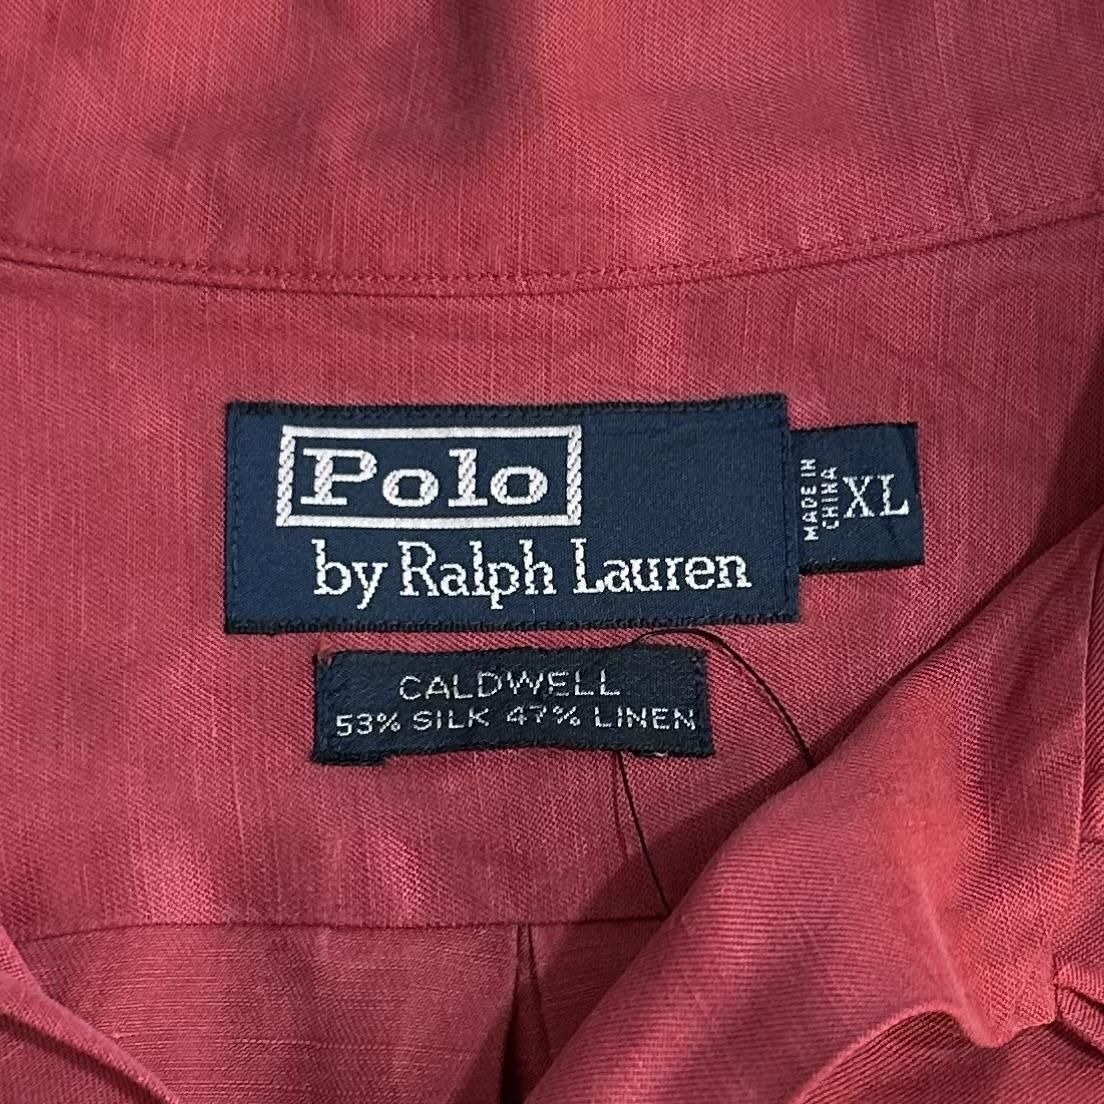 Polo
by Ralph Lauren
MADE IN
CHINA
XL
CALDWELL
53% SILK 47% LINEN